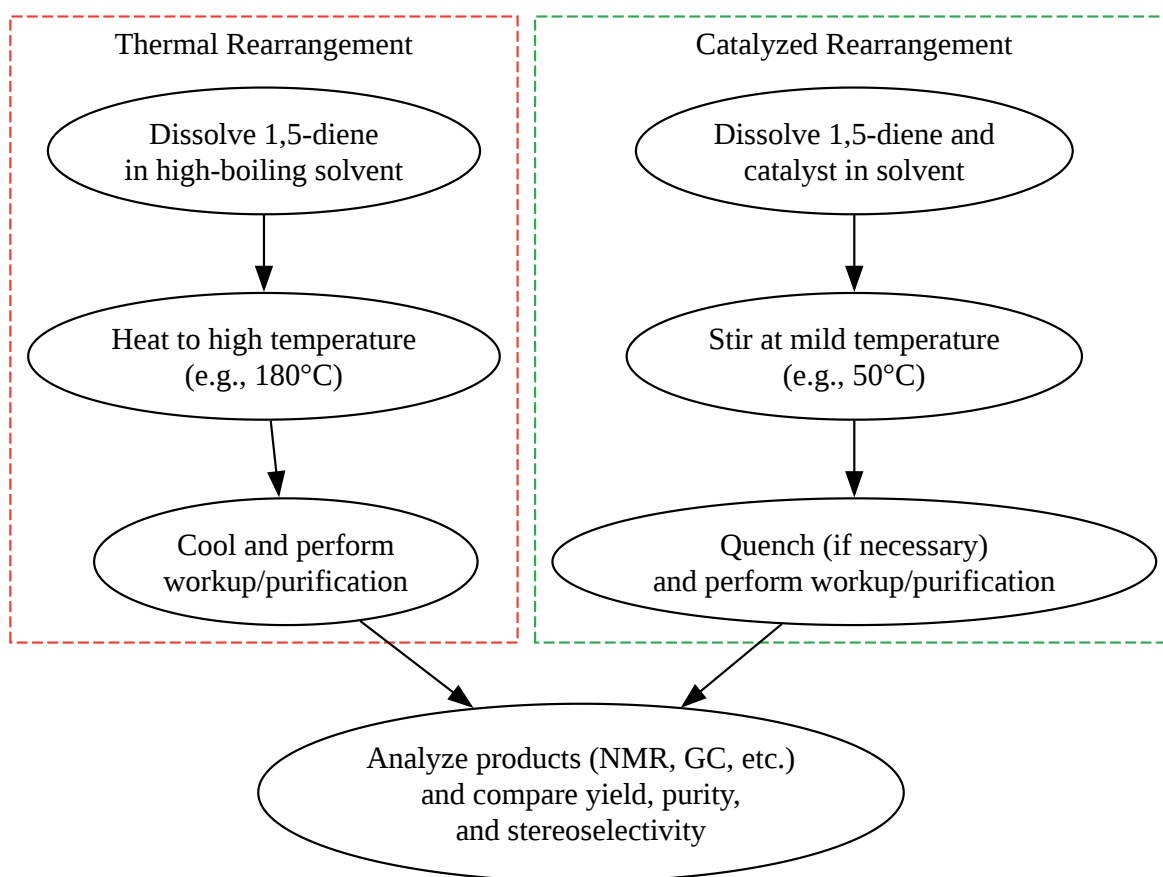 Thermal Rearrangement
Dissolve 1,5-diene
in high-boiling solvent
Heat to high temperature
(e.g., 180°C)
Cool and perform
workup/purification
Catalyzed Rearrangement
Dissolve 1,5-diene and
catalyst in solvent
Stir at mild temperature
(e.g., 50°C)
Quench (if necessary)
and perform workup/purification
Analyze products (NMR, GC, etc.)
and compare yield, purity,
and stereoselectivity